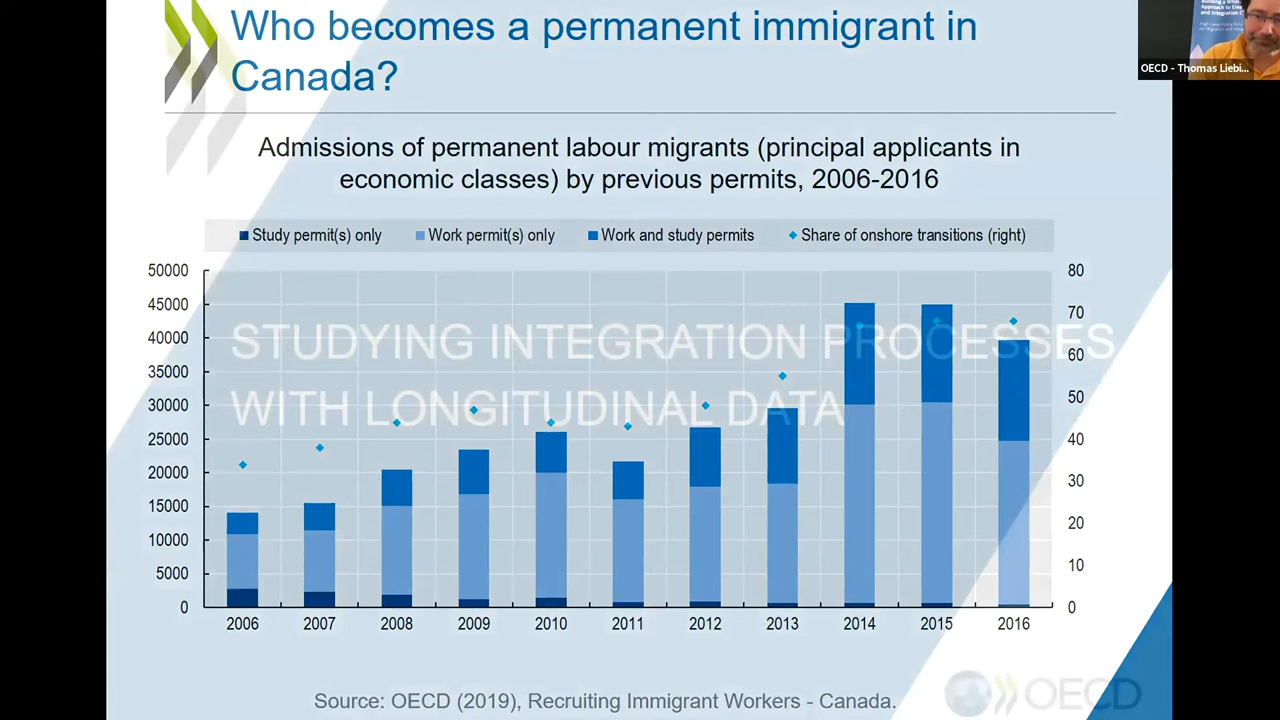 Who becomes a permanent immigrant in
Canada?
OECD - Thomas Liebi...
Admissions of permanent labour migrants (principal applicants in
economic classes) by previous permits, 2006-2016
Study permit(s) only
Work permit(s) only
Work and study permits
Share of onshore transitions (right)
50000
45000
40000
35000
30000
25000
20000
15000
10000
5000
0
80
70
60
50
40
30
20
10
0
STUDYING INTEGRATION PROCESSES
WITH LONGITUDINAL DATA
2006 2007 2008 2009 2010 2011 2012 2013 2014 2015 2016
Source: OECD (2019), Recruiting Immigrant Workers - Canada.
OECD